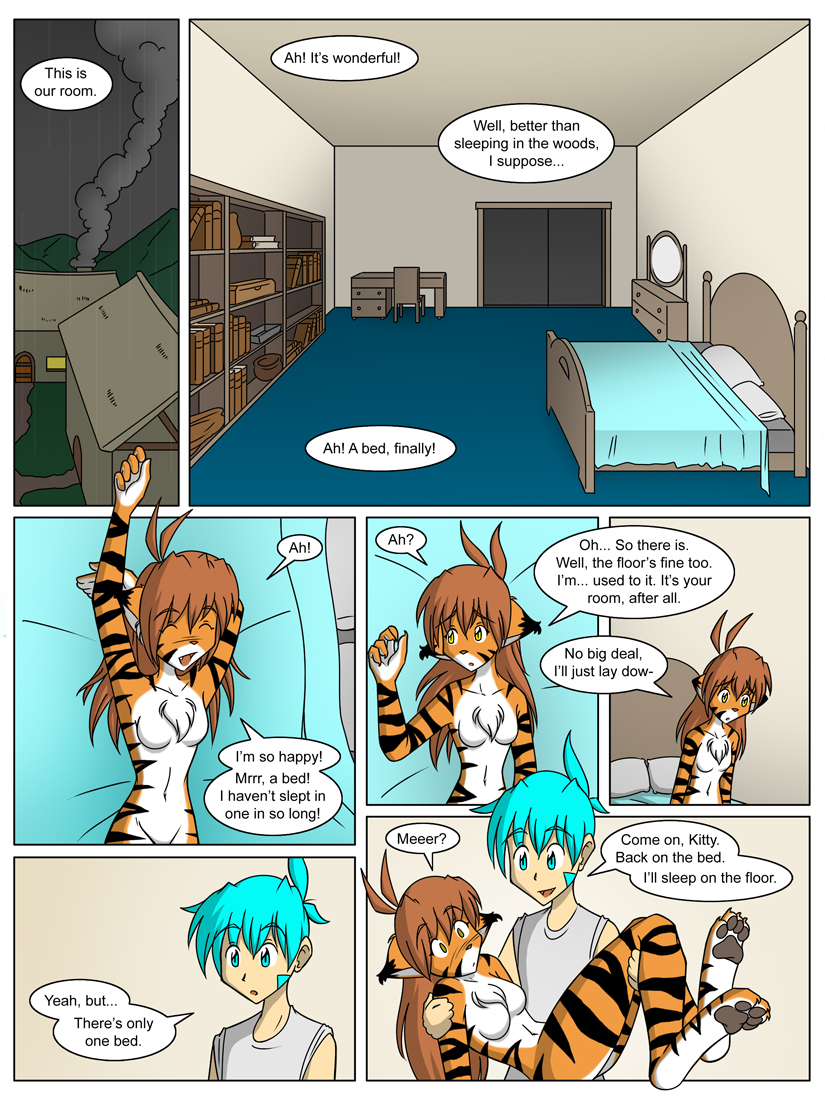 This is
our room.
Ah! It's wonderful!
Well, better than
sleeping in the woods,
I suppose...
Ah! A bed, finally!
Ah!
I'm so happy!
Mrrr, a bed!
I haven't slept in
one in so long!
Yeah, but...
There's only
one bed.
Ah?
Oh... So there is.
Well, the floor's fine too.
I'm... used to it. It's your
room, after all.
No big deal,
I'll just lay dow-
Meeer?
Come on, Kitty.
Back on the bed.
I'll sleep on the floor.